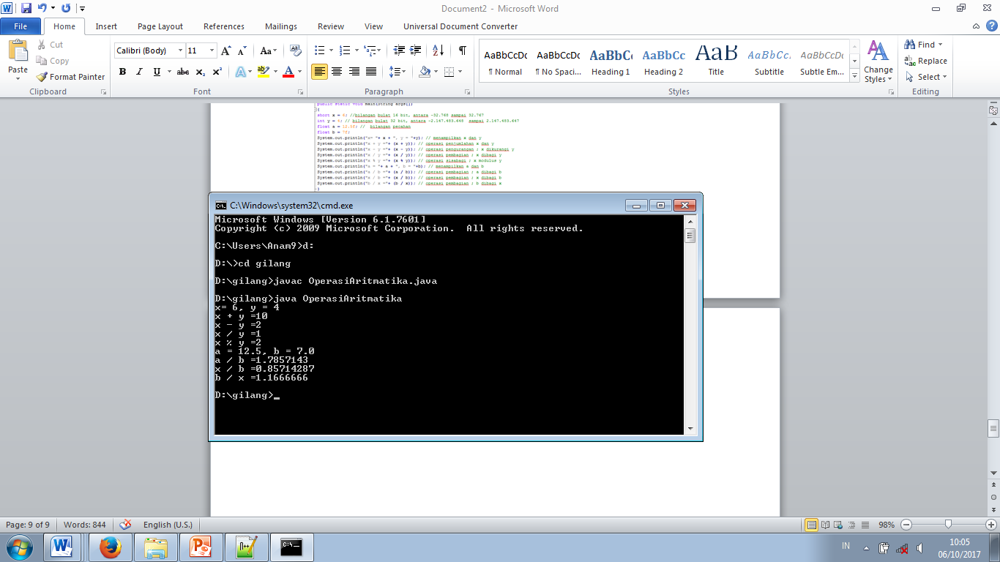 Document2 - Microsoft Word
File Home Insert Page Layout References Mailings Review View Universal Document Converter
Paste
Cut
Copy
Format Painter
Calibri (Body) 11
AaBbCcDc AaBbCcDc AaBbCc AaBbCc AaB AaBbCc. AaBbCcDc
¶ Normal ¶ No Spaci... Heading 1 Heading 2 Title Subtitle Subtle Em...
Change Styles
Find
Replace
Select
Clipboard Font Paragraph Styles Editing
public static void main(String args[])
{
short x = 6; //bilangan bulat 16 bit, antara -32.768 sampai 32.767
int y = 4; // bilangan bulat 32 bit, antara -2.147.483.648 sampai 2.147.483.647
float a = 12.5f; // bilangan pecahan
float b = 7f;
System.out.println("x= "+ x + ", y = "+y); // menampilkan x dan y
System.out.println("x + y ="+ (x + y)); // operasi penjumlahan x dan y
System.out.println("x - y ="+ (x - y)); // operasi pengurangan ; x dikurangi y
System.out.println("x / y ="+ (x / y)); // operasi pembagian ; x dibagi y
System.out.println("x % y ="+ (x % y)); // operasi sisabagi ; x modulus y
System.out.println("a = "+ a + ", b = "+b); // menampilkan a dan b
System.out.println("a / b ="+ (a / b)); // operasi pembagian ; a dibagi b
System.out.println("x / b ="+ (x / b)); // operasi pembagian ; x dibagi b
System.out.println("b / x ="+ (b / x)); // operasi pembagian ; b dibagi x
}
C:\Windows\system32\cmd.exe
Microsoft Windows [Version 6.1.7601]
Copyright (c) 2009 Microsoft Corporation. All rights reserved.
C:\Users\Anam9>d:
D:\>cd gilang
D:\gilang>javac OperasiAritmatika.java
D:\gilang>java OperasiAritmatika
x= 6, y = 4
x + y =10
x - y =2
x / y =1
x % y =2
a = 12.5, b = 7.0
a / b =1.7857143
x / b =0.85714287
b / x =1.1666666
D:\gilang>_
Page: 9 of 9 Words: 844 English (U.S.) 98%
IN
10:05
06/10/2017